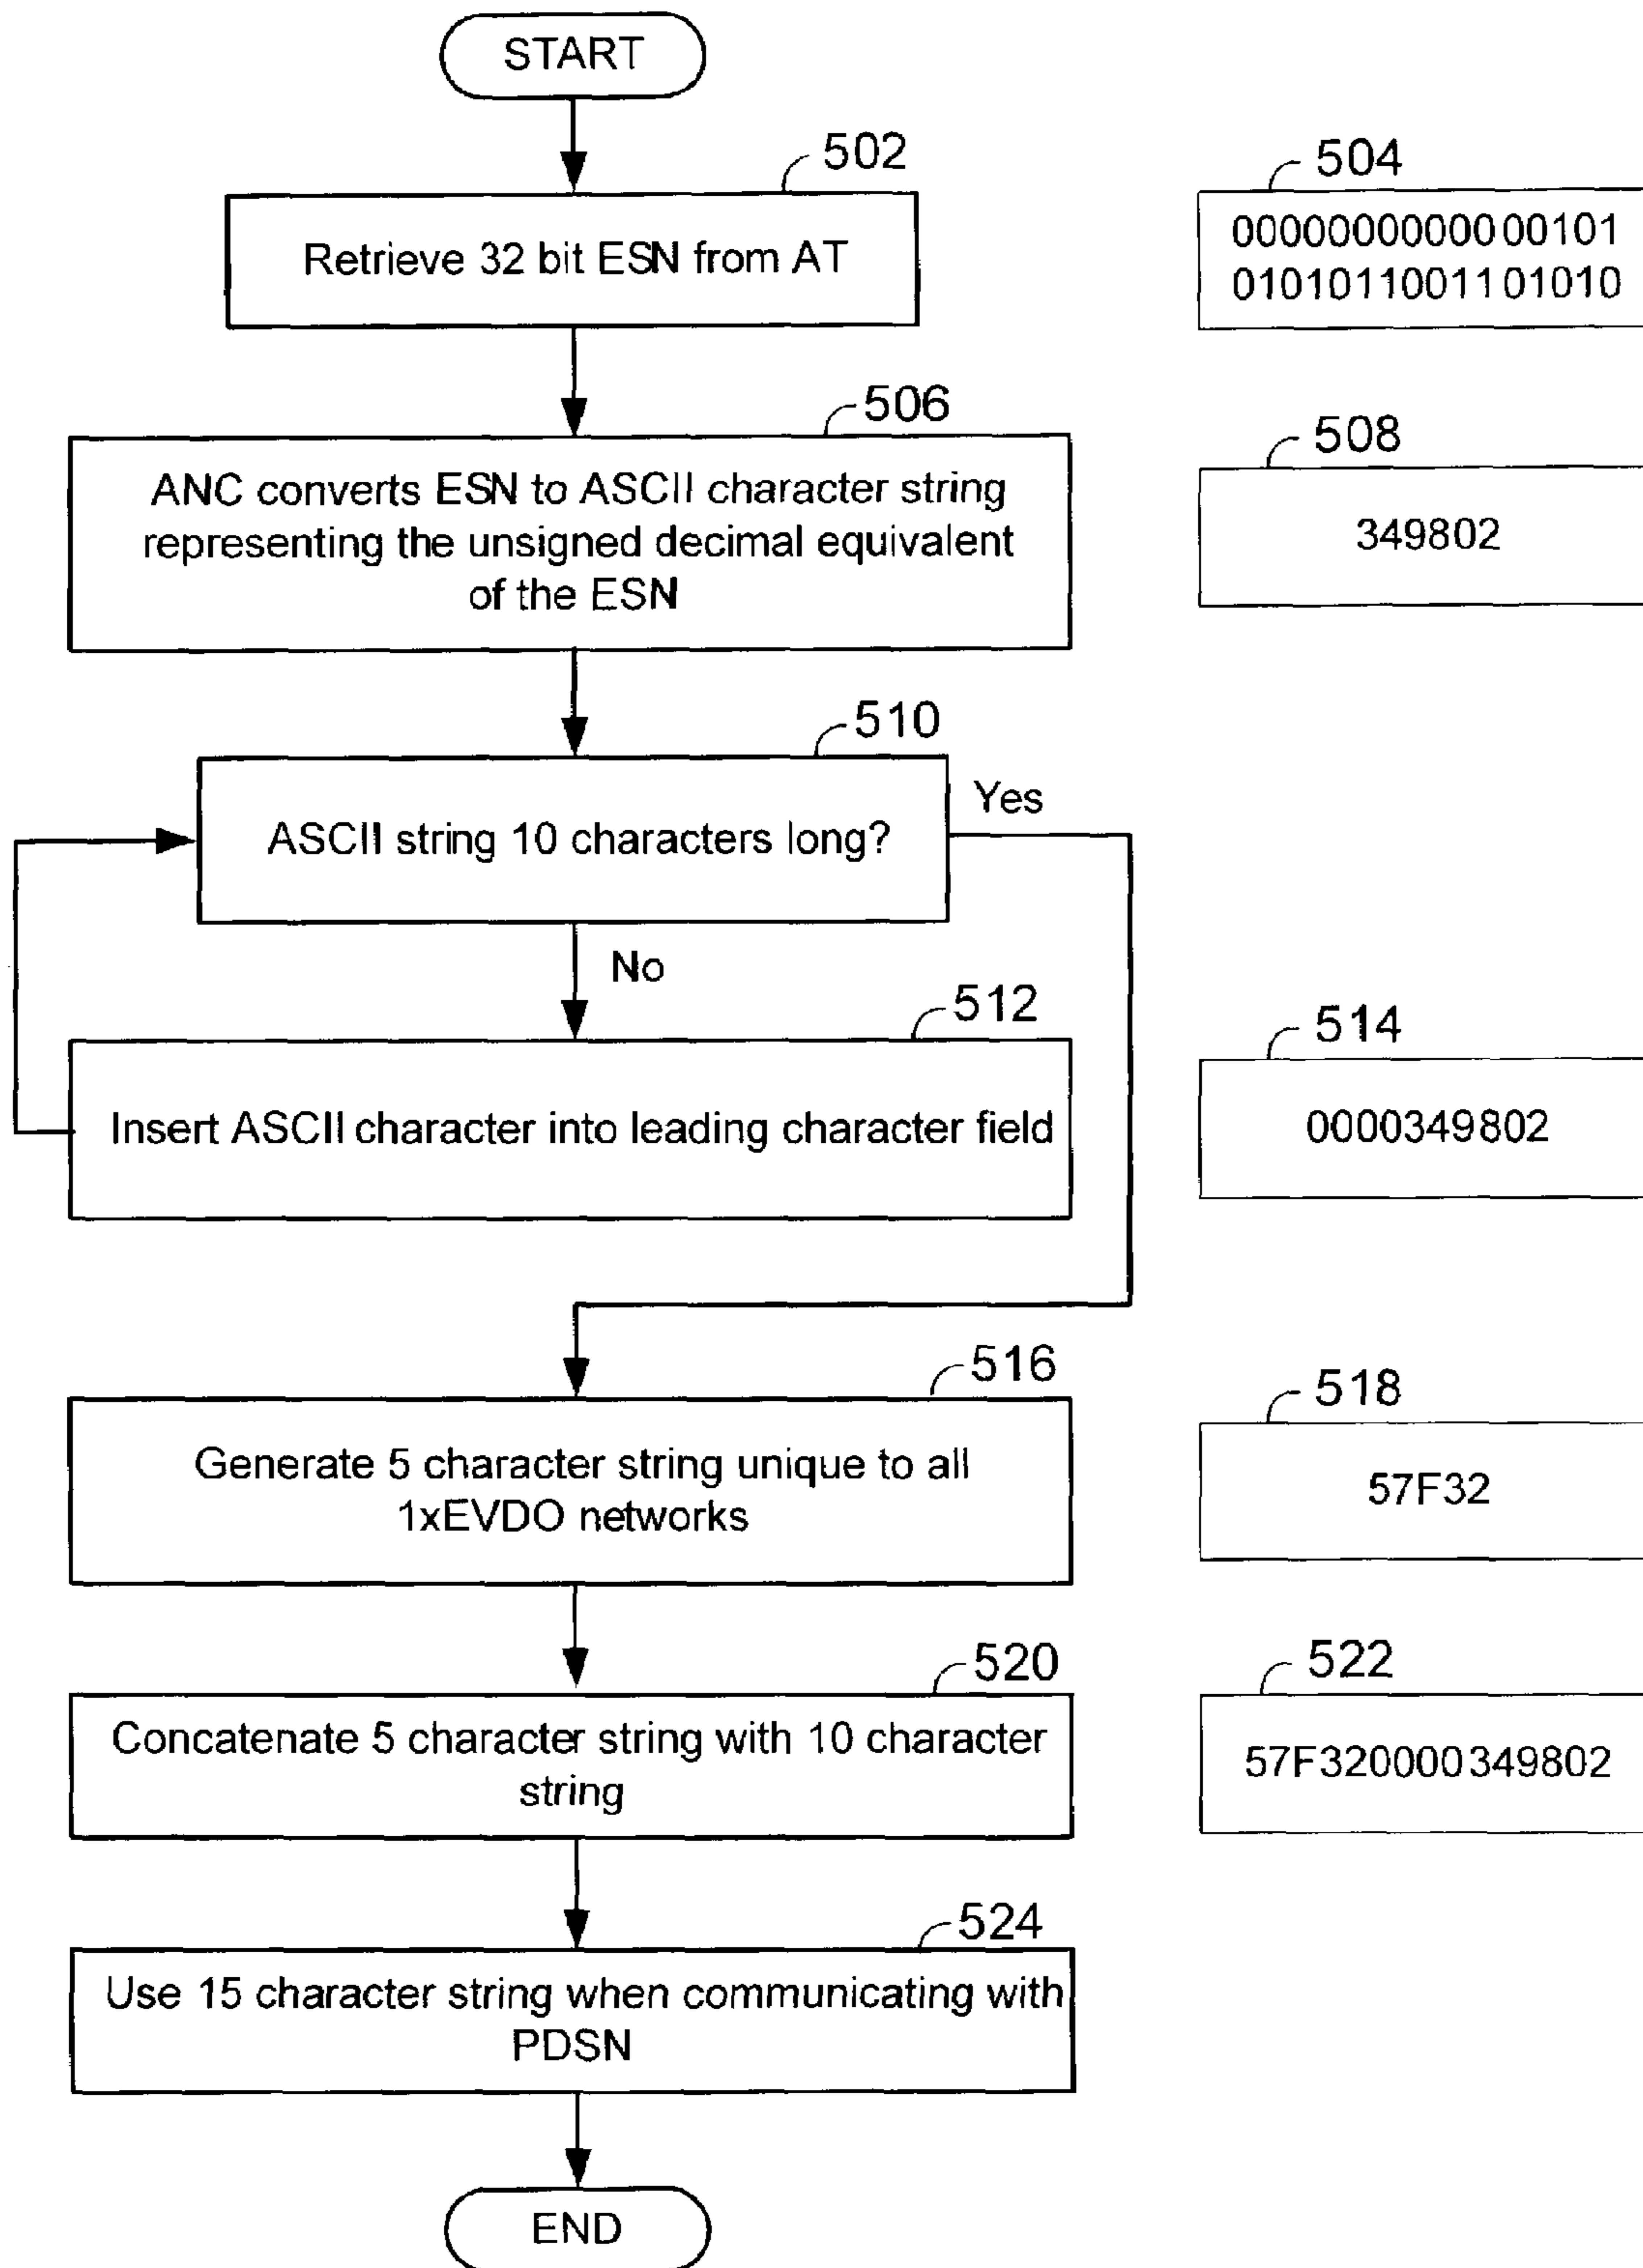 START
502
Retrieve 32 bit ESN from AT
504
0000000000000101
0101011001101010
506
ANC converts ESN to ASCII character string
representing the unsigned decimal equivalent
of the ESN
508
349802
510
ASCII string 10 characters long?
Yes
No
512
Insert ASCII character into leading character field
514
0000349802
516
Generate 5 character string unique to all
1xEVDO networks
518
57F32
520
Concatenate 5 character string with 10 character
string
522
57F320000349802
524
Use 15 character string when communicating with
PDSN
END